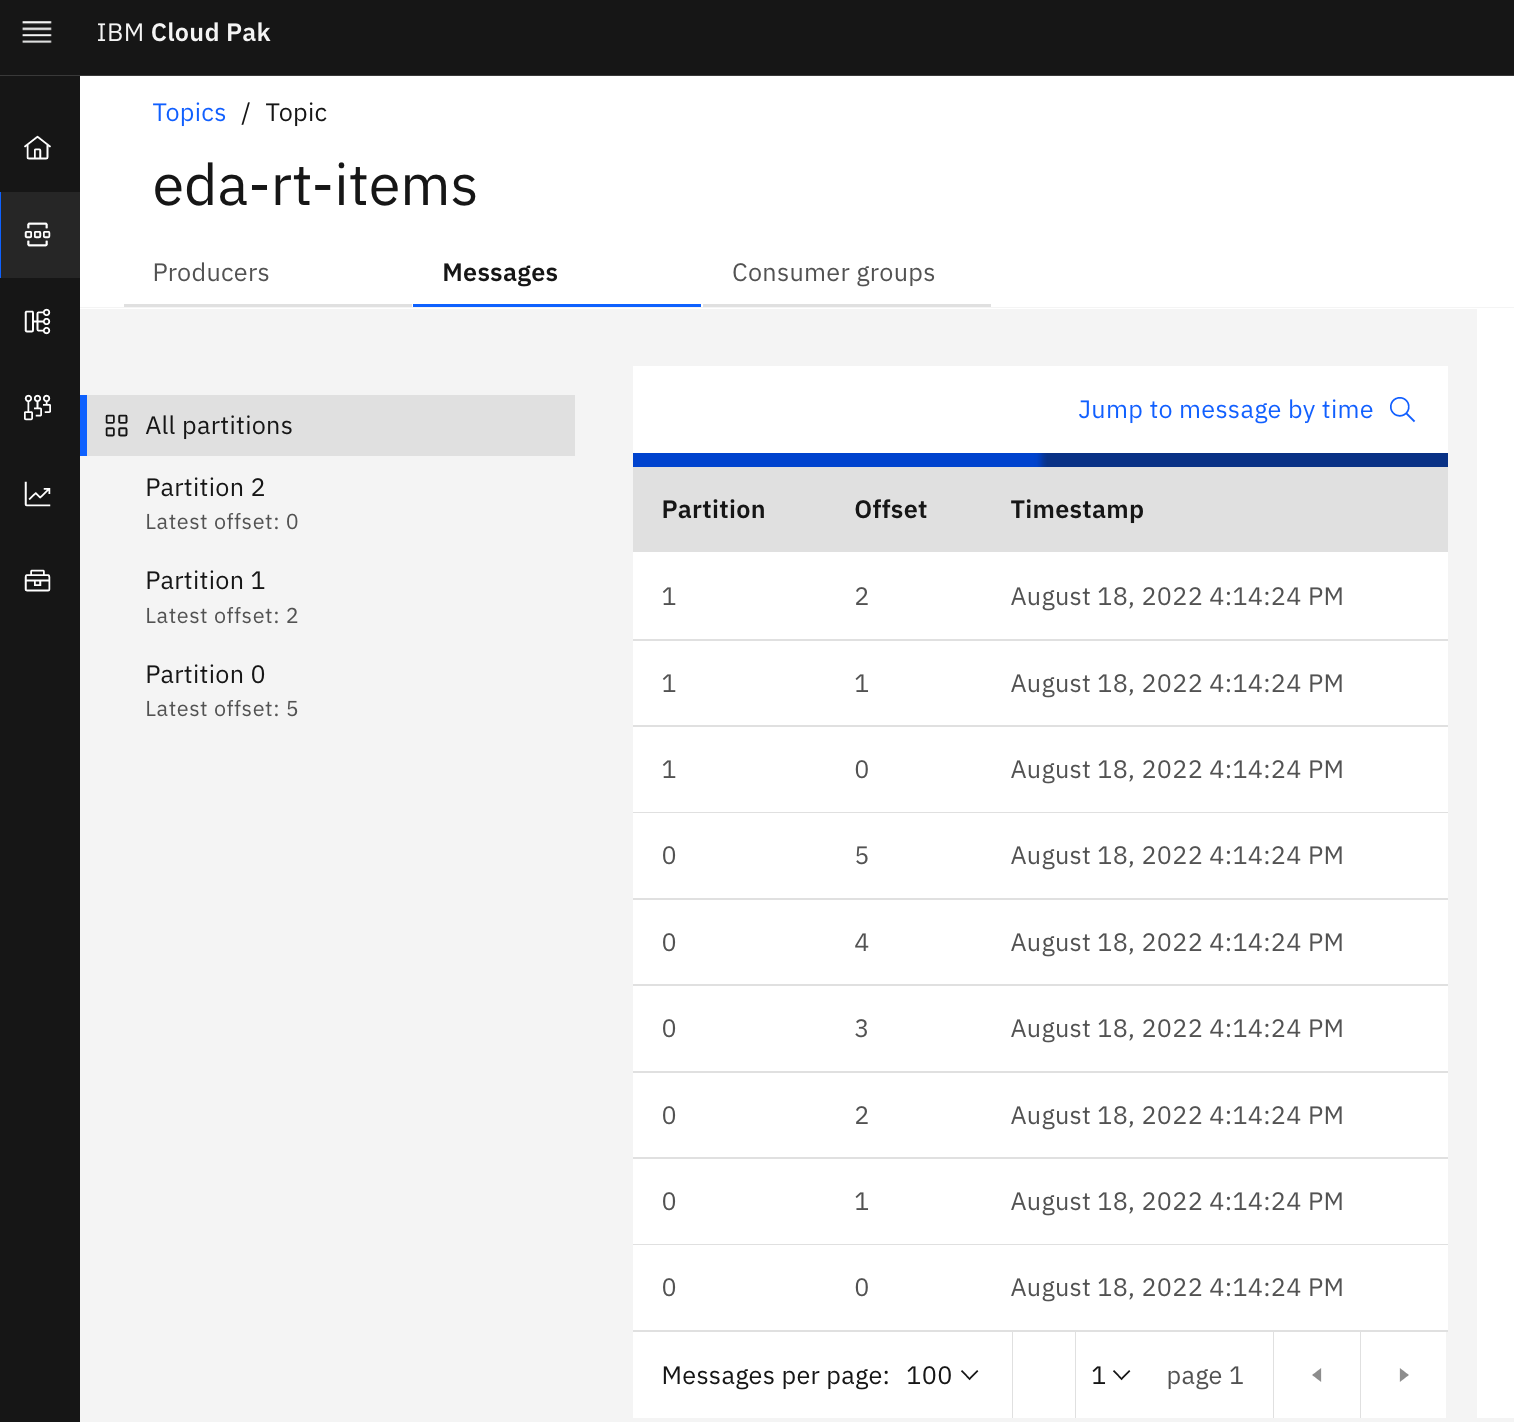 IBM Cloud Pak
Topics / Topic
eda-rt-items
Producers Messages Consumer groups
All partitions
Partition 2
Latest offset: 0
Partition 1
Latest offset: 2
Partition 0
Latest offset: 5
Jump to message by time
Partition Offset Timestamp
1 2 August 18, 2022 4:14:24 PM
1 1 August 18, 2022 4:14:24 PM
1 0 August 18, 2022 4:14:24 PM
0 5 August 18, 2022 4:14:24 PM
0 4 August 18, 2022 4:14:24 PM
0 3 August 18, 2022 4:14:24 PM
0 2 August 18, 2022 4:14:24 PM
0 1 August 18, 2022 4:14:24 PM
0 0 August 18, 2022 4:14:24 PM
Messages per page: 100 1 page 1